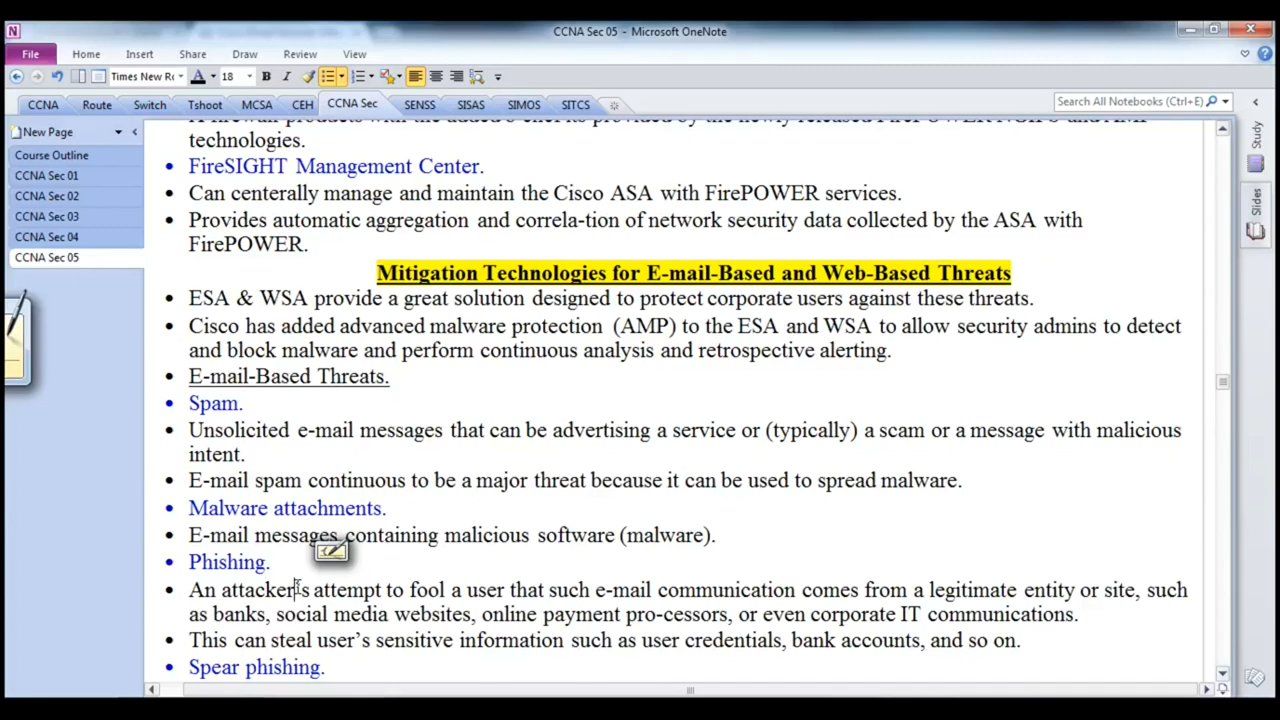 CCNA Sec 05 - Microsoft OneNote
File Home Insert Share Draw Review View
Times New Ro 18 B I
CCNA Route Switch Tshoot MCSA CEH CCNA Sec SENSS SISAS SIMOS SITCS Search All Notebooks (Ctrl+E)
New Page
Course Outline
CCNA Sec 01
CCNA Sec 02
CCNA Sec 03
CCNA Sec 04
CCNA Sec 05
Study
Slides
technologies.
• FireSIGHT Management Center.
• Can centerally manage and maintain the Cisco ASA with FirePOWER services.
• Provides automatic aggregation and correla-tion of network security data collected by the ASA with
FirePOWER.
Mitigation Technologies for E-mail-Based and Web-Based Threats
• ESA & WSA provide a great solution designed to protect corporate users against these threats.
• Cisco has added advanced malware protection (AMP) to the ESA and WSA to allow security admins to detect
and block malware and perform continuous analysis and retrospective alerting.
• E-mail-Based Threats.
• Spam.
• Unsolicited e-mail messages that can be advertising a service or (typically) a scam or a message with malicious
intent.
• E-mail spam continuous to be a major threat because it can be used to spread malware.
• Malware attachments.
• E-mail messages containing malicious software (malware).
• Phishing.
• An attacker's attempt to fool a user that such e-mail communication comes from a legitimate entity or site, such
as banks, social media websites, online payment pro-cessors, or even corporate IT communications.
• This can steal user’s sensitive information such as user credentials, bank accounts, and so on.
• Spear phishing.